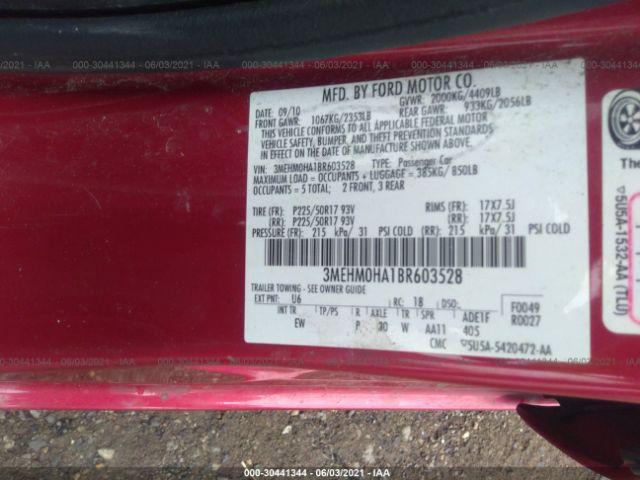 000-30441344 - 06/03/2021 - IAA
MFD. BY FORD MOTOR CO.
DATE: 09/10
GVWR: 2000KG/4409LB
FRONT GAWR: 1067KG/2353LB
REAR GAWR: 933KG/2056LB
THIS VEHICLE CONFORMS TO ALL APPLICABLE FEDERAL MOTOR
VEHICLE SAFETY, BUMPER, AND THEFT PREVENTION STANDARDS
IN EFFECT ON THE DATE OF MANUFACTURE SHOWN ABOVE.
VIN: 3MEHM0HA1BR603528 TYPE: Passenger Car
MAXIMUM LOAD = OCCUPANTS + LUGGAGE = 385KG/850LB
OCCUPANTS = 5 TOTAL; 2 FRONT, 3 REAR
TIRE (FR): P225/50R17 93V RIMS (FR): 17X7.5J
(RR): P225/50R17 93V (RR): 17X7.5J
PRESSURE (FR): 215 kPa/ 31 PSI COLD (RR): 215 kPa/ 31 PSI COLD
3MEHM0HA1BR603528
TRAILER TOWING - SEE OWNER GUIDE
EXT PNT: U6 RC: 18 DSO:
INT TR TP/PS R AXLE TR SPR ADE1F F0049
EW P 30 W AA11 405 R0027
CMC 5U5A-5420472-AA
5U5A-1532-AA (TLU)
000-30441344 - 06/03/2021 - IAA